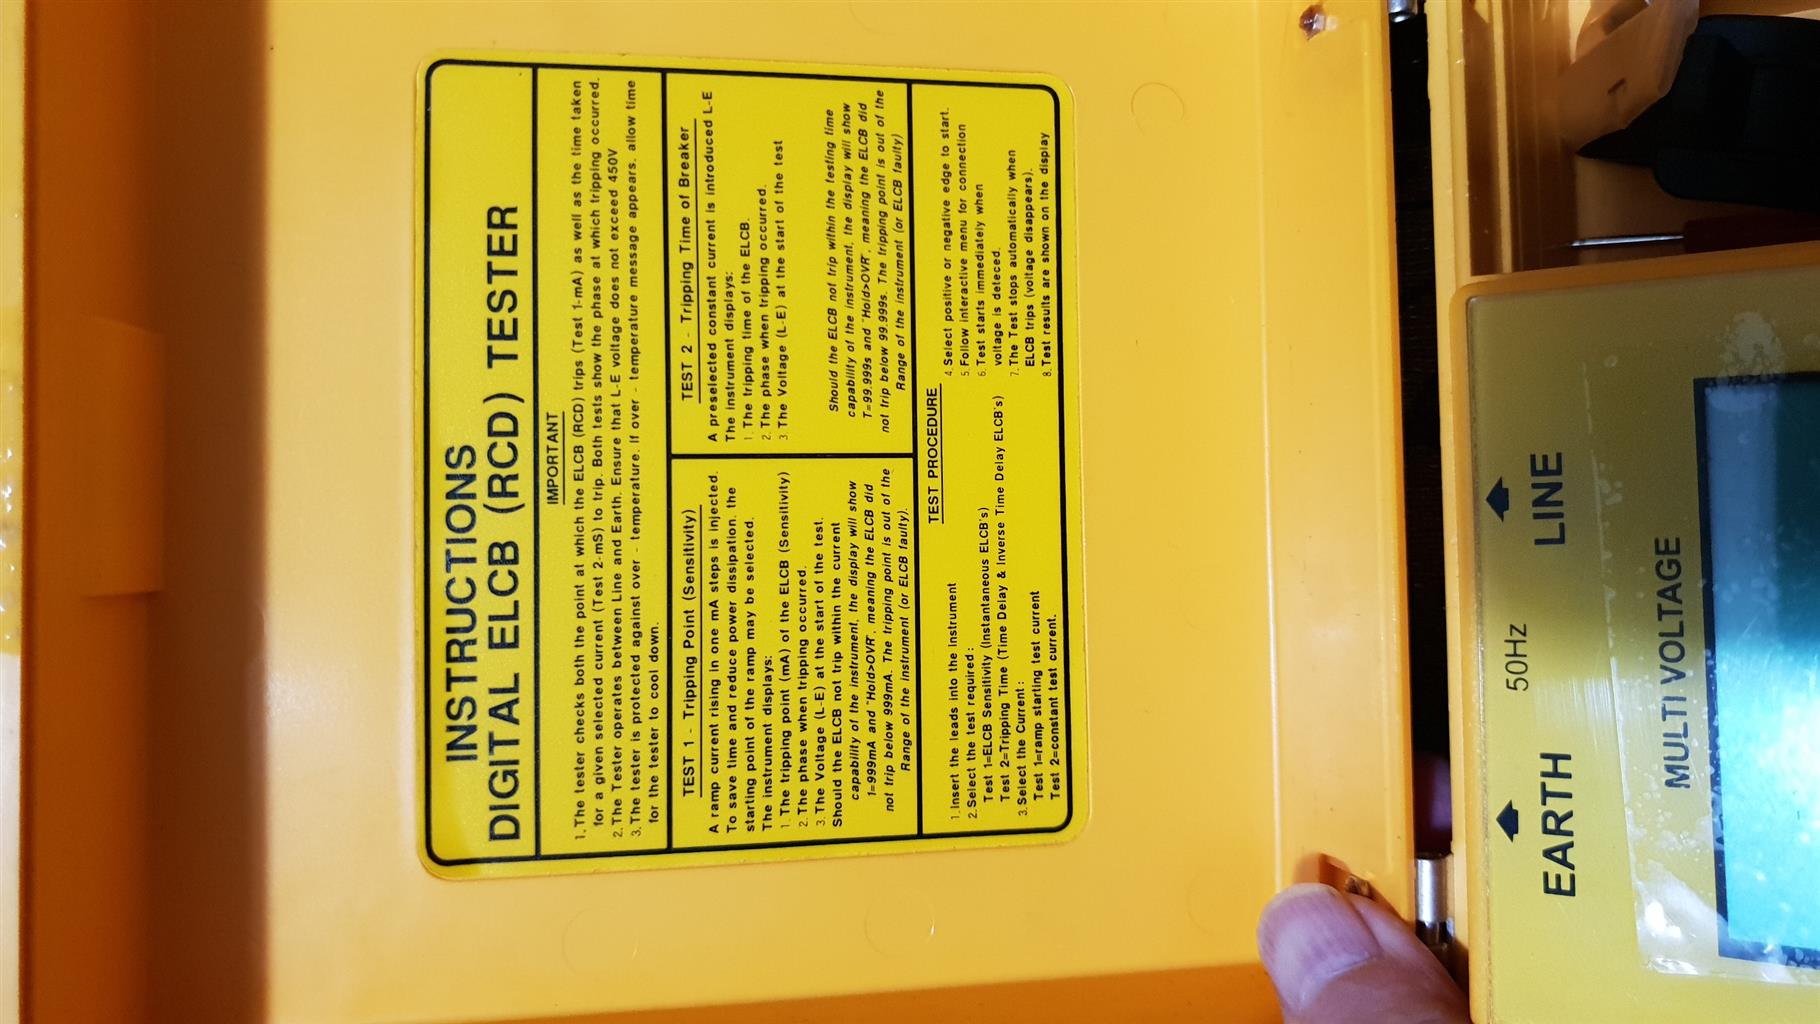 INSTRUCTIONS
DIGITAL ELCB (RCD) TESTER
IMPORTANT
1. The tester checks both the point at which the ELCB (RCD) trips (Test 1-mA) as well as the time taken
for a given selected current (Test 2-mS) to trip. Both tests show the phase at which tripping occurred.
2. The Tester operates between Line and Earth. Ensure that L-E voltage does not exceed 450V
3. The tester is protected against over - temperature. If over - temperature message appears. allow time
for the tester to cool down.
TEST 1 - Tripping Point (Sensitivity)
A ramp current rising in one mA steps is injected.
To save time and reduce power dissipation. the
starting point of the ramp may be selected.
The instrument displays:
1. The tripping point (mA) of the ELCB (Sensitivity)
2. The phase when tripping occurred.
3. The Voltage (L-E) at the start of the test.
Should the ELCB not trip within the current
capability of the instrument, the display will show
1=999mA and "Hold>OVR", meaning the ELCB did
not trip below 999mA. The tripping point is out of the
Range of the instrument (or ELCB faulty).
TEST 2 - Tripping Time of Breaker
A preselected constant current is introduced L-E
The instrument displays:
1. The tripping time of the ELCB.
2. The phase when tripping occurred.
3. The Voltage (L-E) at the start of the test
Should the ELCB not trip within the testing time
capability of the instrument, the display will show
T=99.999s and "Hold>OVR", meaning the ELCB did
not trip below 99.999s. The tripping point is out of the
Range of the instrument (or ELCB faulty)
TEST PROCEDURE
1. Insert the leads into the instrument
2. Select the test required:
Test 1=ELCB Sensitivity (Instantaneous ELCB's)
Test 2=Tripping Time (Time Delay & Inverse Time Delay ELCB's)
3. Select the Current:
Test 1=ramp starting test current
Test 2=constant test current.
4. Select positive or negative edge to start.
5. Follow interactive menu for connection
6. Test starts immediately when
voltage is deteced.
7. The Test stops automatically when
ELCB trips (voltage disappears).
8. Test results are shown on the display
EARTH 50Hz LINE
MULTI VOLTAGE